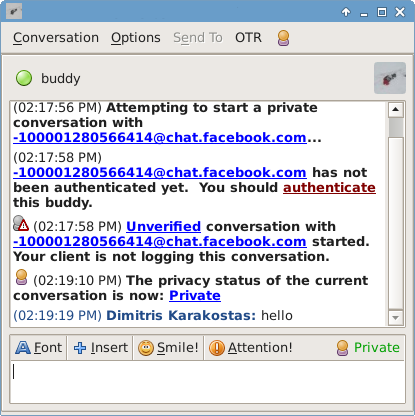 Conversation Options Send To OTR
buddy
(02:17:56 PM) Attempting to start a private
conversation with
-100001280566414@chat.facebook.com...
(02:17:58 PM)
-100001280566414@chat.facebook.com has not
been authenticated yet.  You should authenticate
this buddy.
(02:17:58 PM) Unverified conversation with
-100001280566414@chat.facebook.com started.
Your client is not logging this conversation.
(02:19:10 PM) The privacy status of the current
conversation is now: Private
(02:19:19 PM) Dimitris Karakostas: hello
Font Insert Smile! Attention! Private